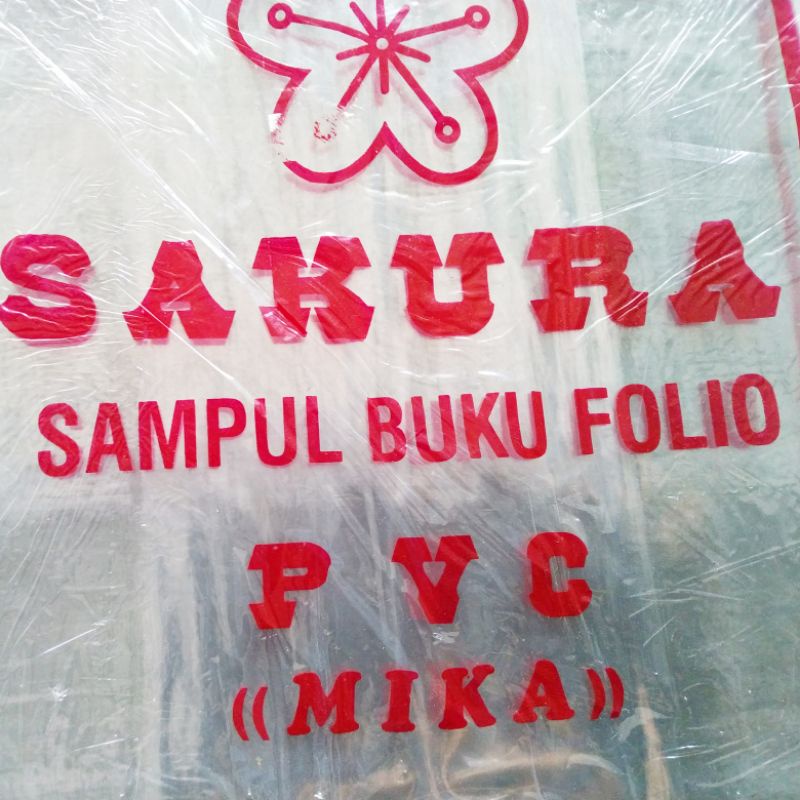 SAKURA
SAMPUL BUKU FOLIO
PVC
((MIKA))